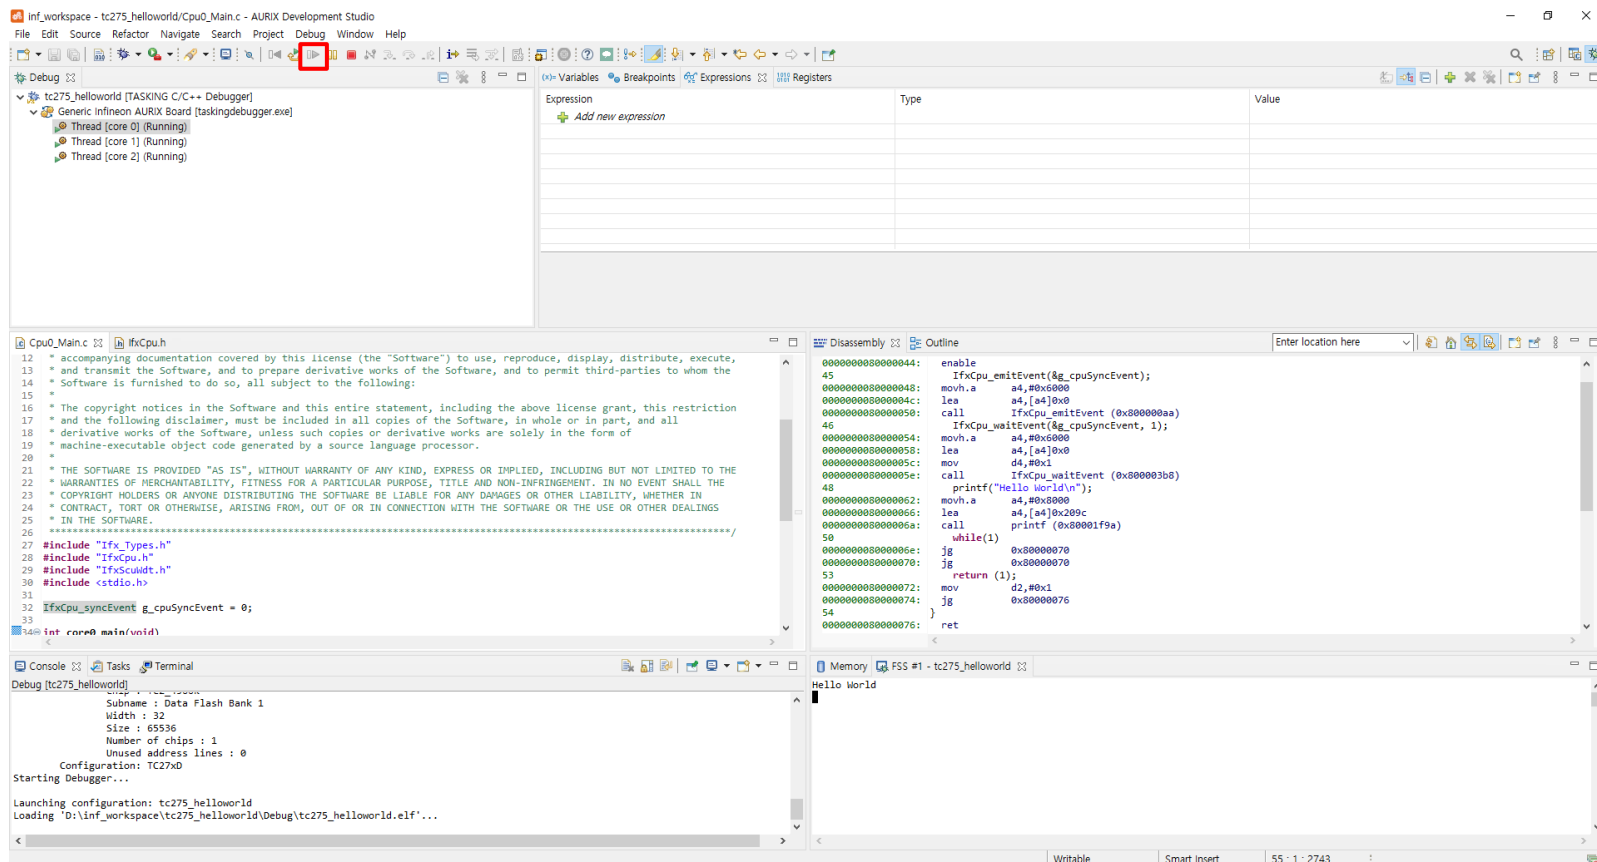 inf_workspace - tc275_helloworld/Cpu0_Main.c - AURIX Development Studio
File Edit Source Refactor Navigate Search Project Debug Window Help
Debug
tc275_helloworld [TASKING C/C++ Debugger]
Generic Infineon AURIX Board [taskingdebugger.exe]
Thread [core 0] (Running)
Thread [core 1] (Running)
Thread [core 2] (Running)
(x)= Variables Breakpoints Expressions Registers
Expression Type Value
Add new expression
Cpu0_Main.c IfxCpu.h
12 * accompanying documentation covered by this license (the "Software") to use, reproduce, display, distribute, execute,
13 * and transmit the Software, and to prepare derivative works of the Software, and to permit third-parties to whom the
14 * Software is furnished to do so, all subject to the following:
15 *
16 * The copyright notices in the Software and this entire statement, including the above license grant, this restriction
17 * and the following disclaimer, must be included in all copies of the Software, in whole or in part, and all
18 * derivative works of the Software, unless such copies or derivative works are solely in the form of
19 * machine-executable object code generated by a source language processor.
20 *
21 * THE SOFTWARE IS PROVIDED "AS IS", WITHOUT WARRANTY OF ANY KIND, EXPRESS OR IMPLIED, INCLUDING BUT NOT LIMITED TO THE
22 * WARRANTIES OF MERCHANTABILITY, FITNESS FOR A PARTICULAR PURPOSE, TITLE AND NON-INFRINGEMENT. IN NO EVENT SHALL THE
23 * COPYRIGHT HOLDERS OR ANYONE DISTRIBUTING THE SOFTWARE BE LIABLE FOR ANY DAMAGES OR OTHER LIABILITY, WHETHER IN
24 * CONTRACT, TORT OR OTHERWISE, ARISING FROM, OUT OF OR IN CONNECTION WITH THE SOFTWARE OR THE USE OR OTHER DEALINGS
25 * IN THE SOFTWARE.
26 *********************************************************************************************************************/
27 #include "Ifx_Types.h"
28 #include "IfxCpu.h"
29 #include "IfxScuWdt.h"
30 #include <stdio.h>
31
32 IfxCpu_syncEvent g_cpuSyncEvent = 0;
33
34 int core0_main(void)
Disassembly Outline
Enter location here
0000000080000044: enable
45 IfxCpu_emitEvent(&g_cpuSyncEvent);
0000000080000048: movh.a a4,#0x6000
000000008000004c: lea a4,[a4]0x0
0000000080000050: call IfxCpu_emitEvent (0x800000aa)
46 IfxCpu_waitEvent(&g_cpuSyncEvent, 1);
0000000080000054: movh.a a4,#0x6000
0000000080000058: lea a4,[a4]0x0
000000008000005c: mov d4,#0x1
000000008000005e: call IfxCpu_waitEvent (0x800003b8)
48 printf("Hello World\n");
0000000080000062: movh.a a4,#0x8000
0000000080000066: lea a4,[a4]0x209c
000000008000006a: call printf (0x80001f9a)
50 while(1)
000000008000006e: jg 0x80000070
0000000080000070: jg 0x80000070
53 return (1);
0000000080000072: mov d2,#0x1
0000000080000074: jg 0x80000076
54 }
0000000080000076: ret
Console Tasks Terminal
Debug [tc275_helloworld]
Subname : Data Flash Bank 1
Width : 32
Size : 65536
Number of chips : 1
Unused address lines : 0
Configuration: TC27xD
Starting Debugger...
Launching configuration: tc275_helloworld
Loading 'D:\inf_workspace\tc275_helloworld\Debug\tc275_helloworld.elf'...
Memory FSS #1 - tc275_helloworld
Hello World
Writable Smart Insert 55 : 1 : 2743